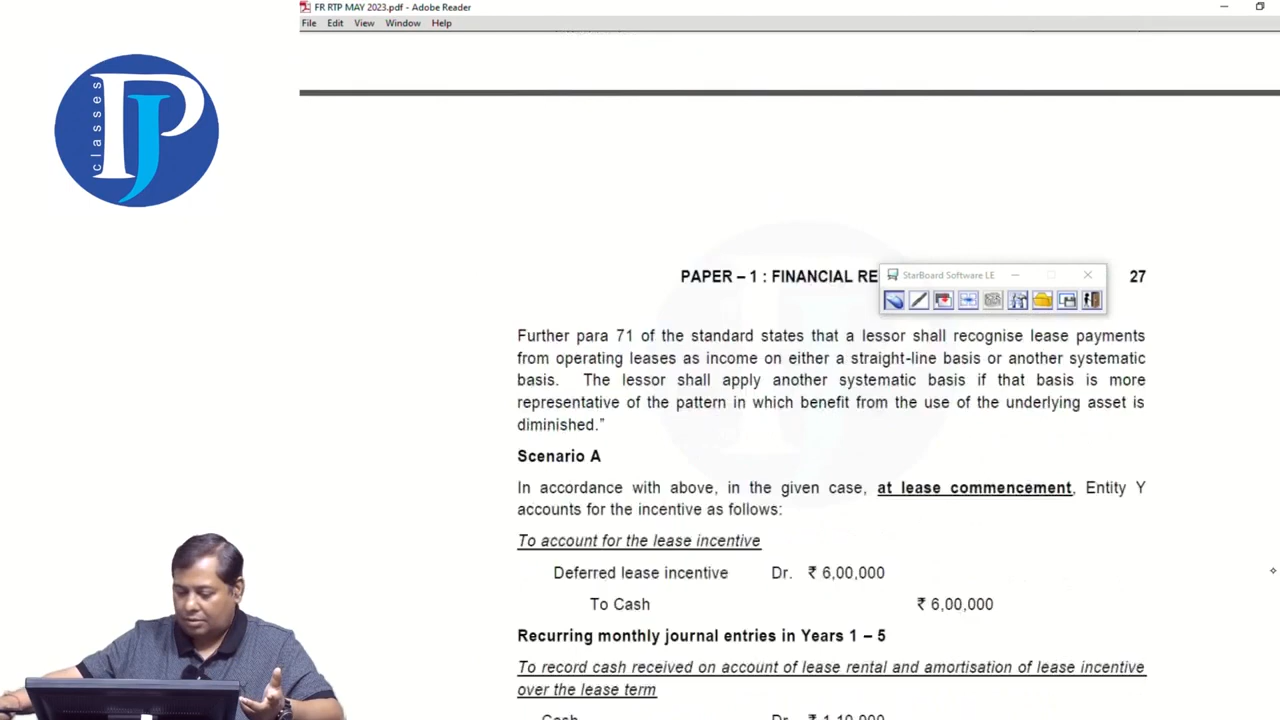 FR RTP MAY 2023.pdf - Adobe Reader
File Edit View Window Help
classes
PJ
StarBoard Software LE
PAPER – 1 : FINANCIAL RE
27
Further para 71 of the standard states that a lessor shall recognise lease payments
from operating leases as income on either a straight-line basis or another systematic
basis. The lessor shall apply another systematic basis if that basis is more
representative of the pattern in which benefit from the use of the underlying asset is
diminished.”
Scenario A
In accordance with above, in the given case, at lease commencement, Entity Y
accounts for the incentive as follows:
To account for the lease incentive
Deferred lease incentive Dr. ₹ 6,00,000
To Cash ₹ 6,00,000
Recurring monthly journal entries in Years 1 – 5
To record cash received on account of lease rental and amortisation of lease incentive
over the lease term
Cash Dr. ₹ 1,10,000